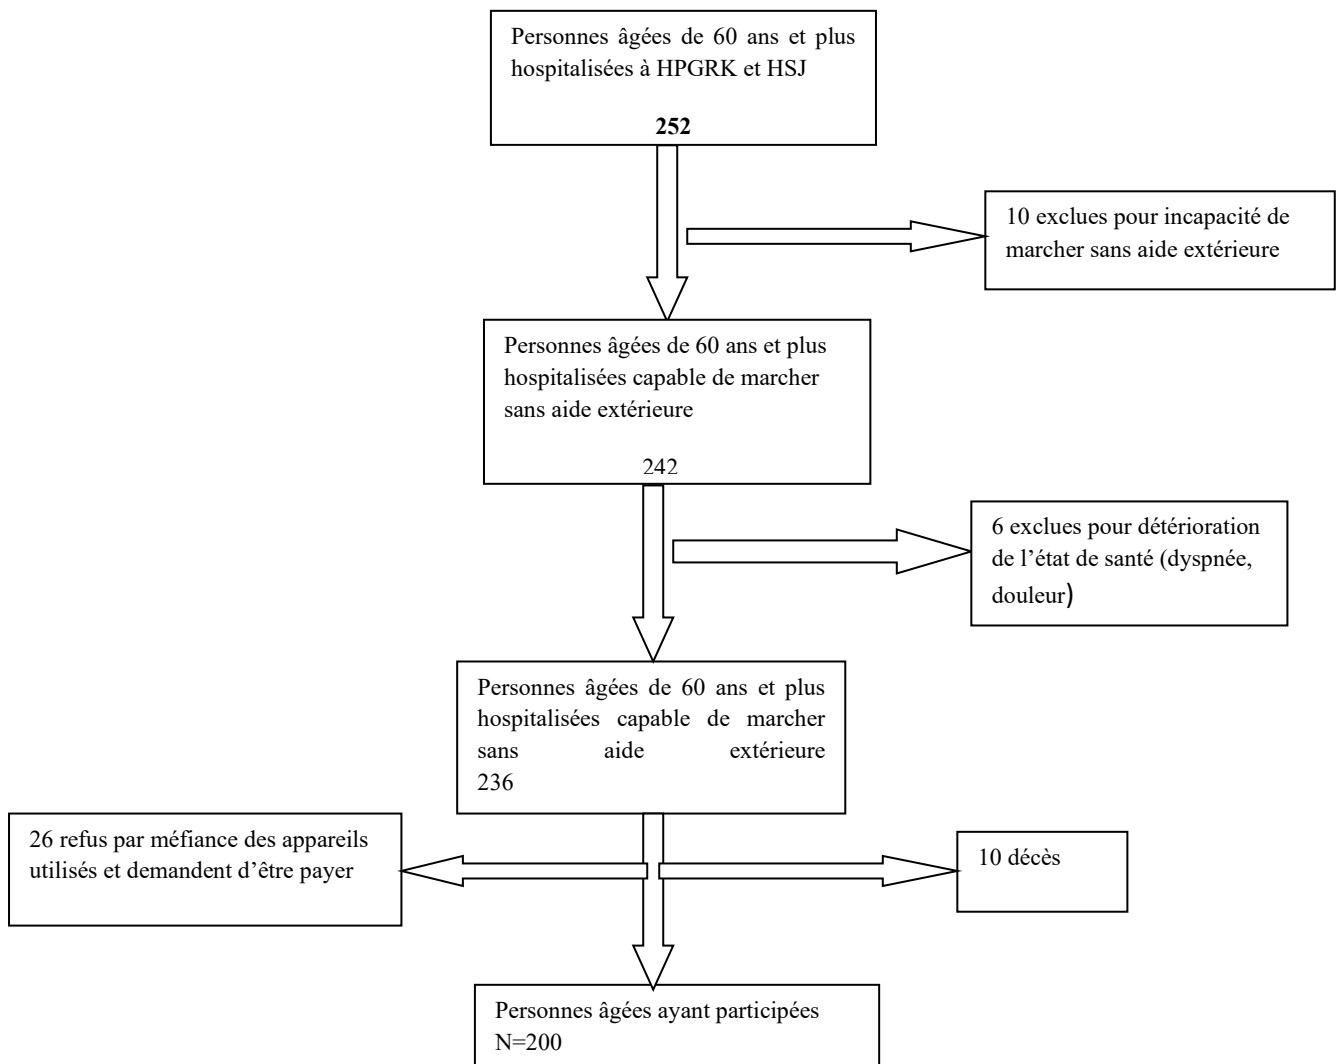 Personnes âgées de 60 ans et plus
hospitalisées à HPGRK et HSJ
252
10 exclues pour incapacité de
marcher sans aide extérieure
Personnes âgées de 60 ans et plus
hospitalisées capable de marcher
sans aide extérieure
242
6 exclues pour détérioration
de l’état de santé (dyspnée,
douleur)
Personnes âgées de 60 ans et plus
hospitalisées capable de marcher
sans aide extérieure
236
26 refus par méfiance des appareils
utilisés et demandent d’être payer
10 décès
Personnes âgées ayant participées
N=200